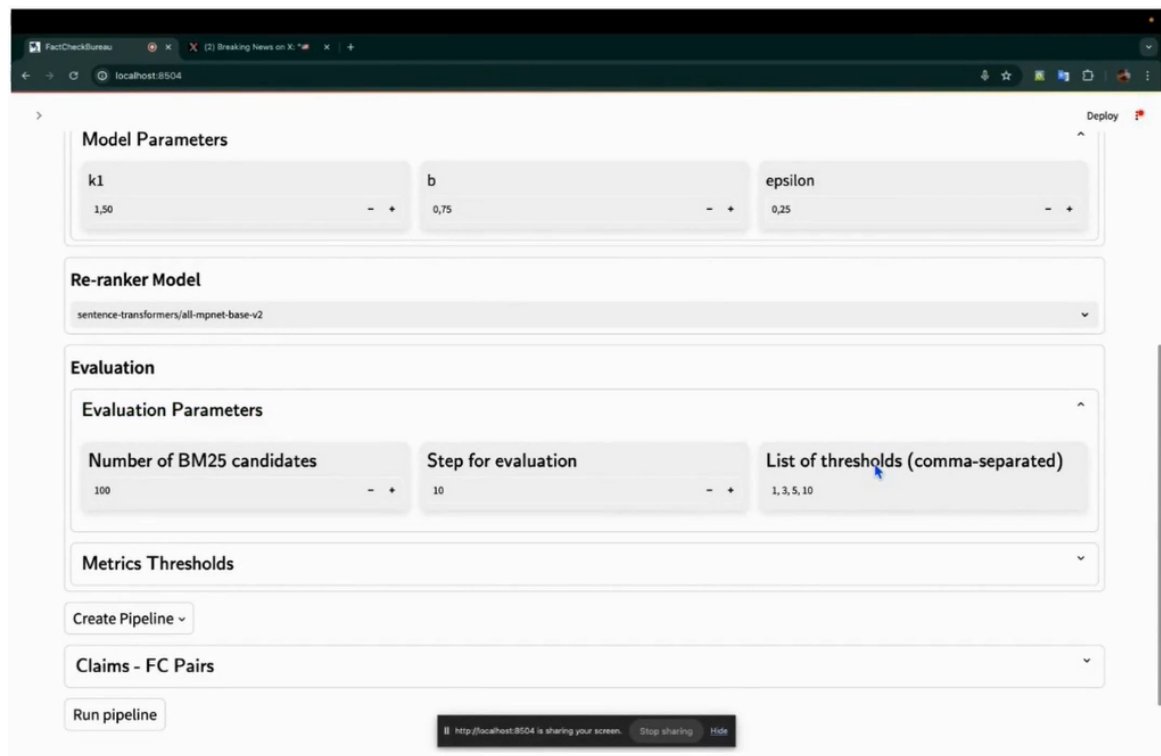 FactCheckBureau
(2) Breaking News on X: "
localhost:8504
Deploy
Model Parameters
k1
b
epsilon
1,50 - +
0,75 - +
0,25 - +
Re-ranker Model
sentence-transformers/all-mpnet-base-v2
Evaluation
Evaluation Parameters
Number of BM25 candidates
Step for evaluation
List of thresholds (comma-separated)
100 - +
10 - +
1, 3, 5, 10
Metrics Thresholds
Create Pipeline
Claims - FC Pairs
Run pipeline
http://localhost:8504 is sharing your screen. Stop sharing Hide